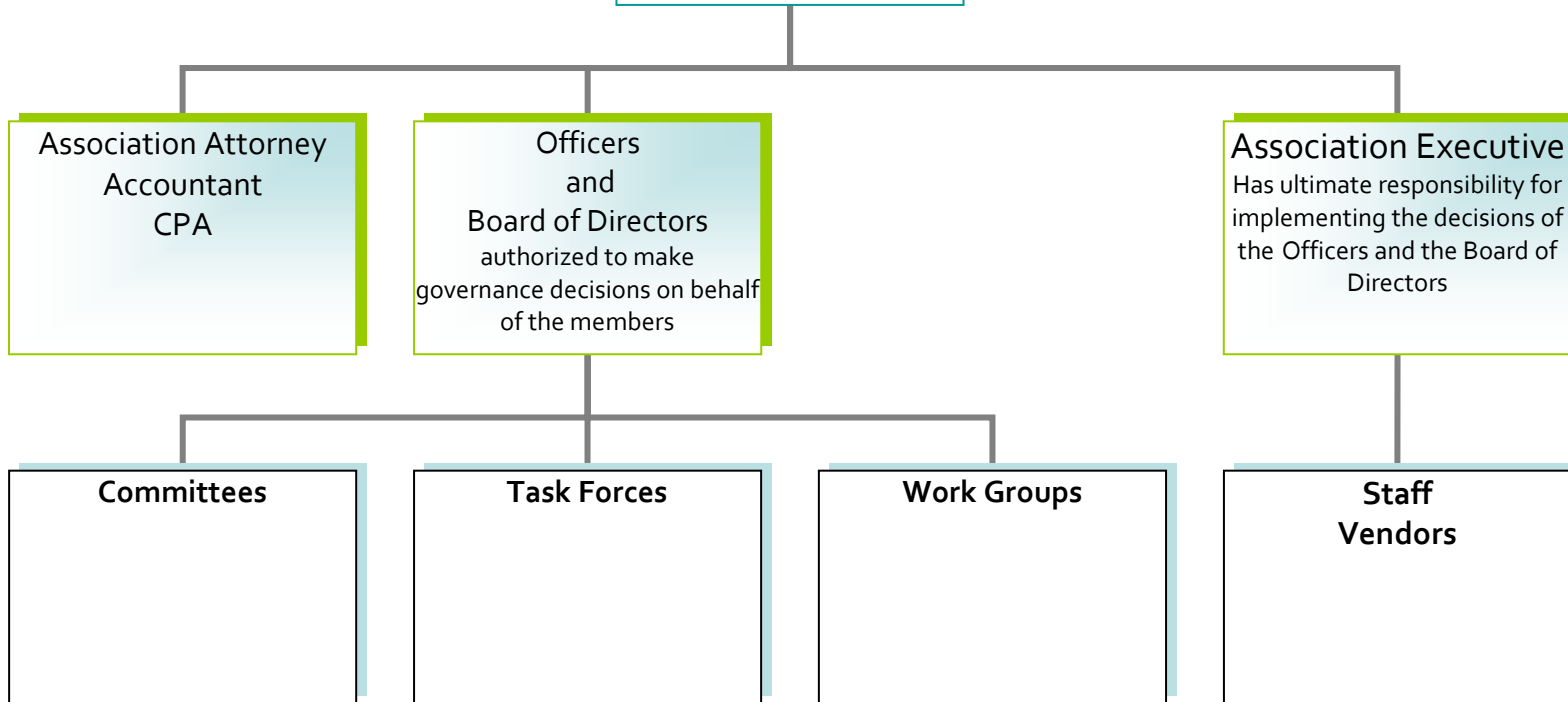 Association Attorney
Accountant
CPA
Officers
and
Board of Directors
authorized to make
governance decisions on behalf
of the members
Association Executive
Has ultimate responsibility for
implementing the decisions of
the Officers and the Board of
Directors
Committees
Task Forces
Work Groups
Staff
Vendors